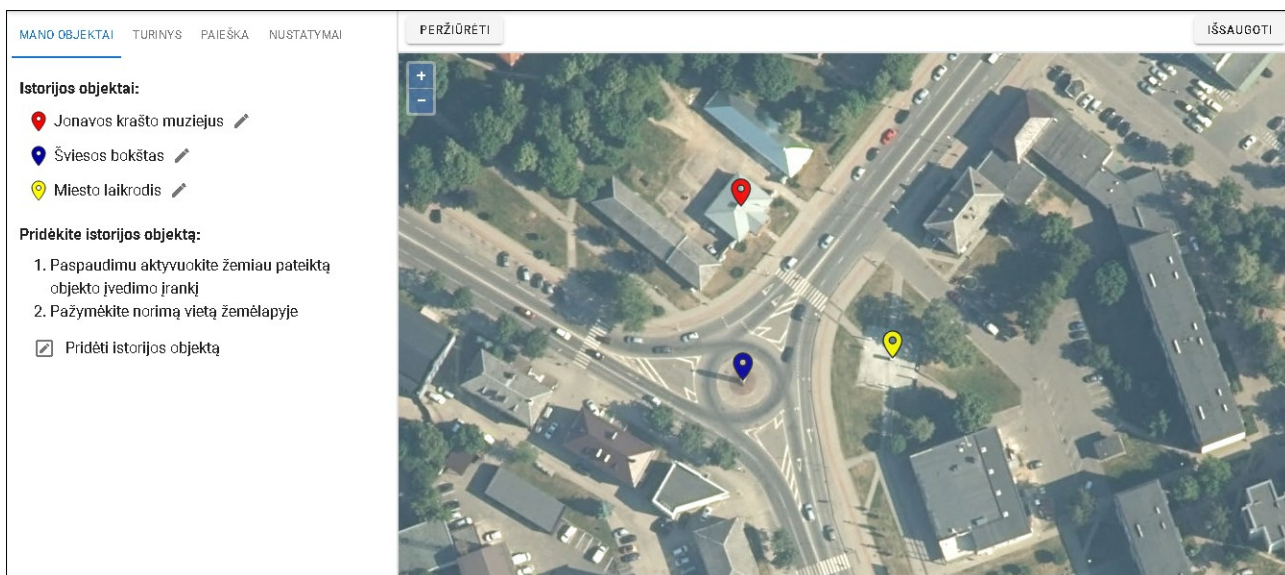 MANO OBJEKTAI TURINYS PAIEŠKA NUSTATYMAI
PERŽIŪRĖTI
IŠSAUGOTI
+
−
Istorijos objektai:
Jonavos krašto muziejus
Šviesos bokštas
Miesto laikrodis
Pridėkite istorijos objektą:
1. Paspaudimu aktyvuokite žemiau pateiktą
objekto įvedimo įrankį
2. Pažymėkite norimą vietą žemėlapyje
Pridėti istorijos objektą